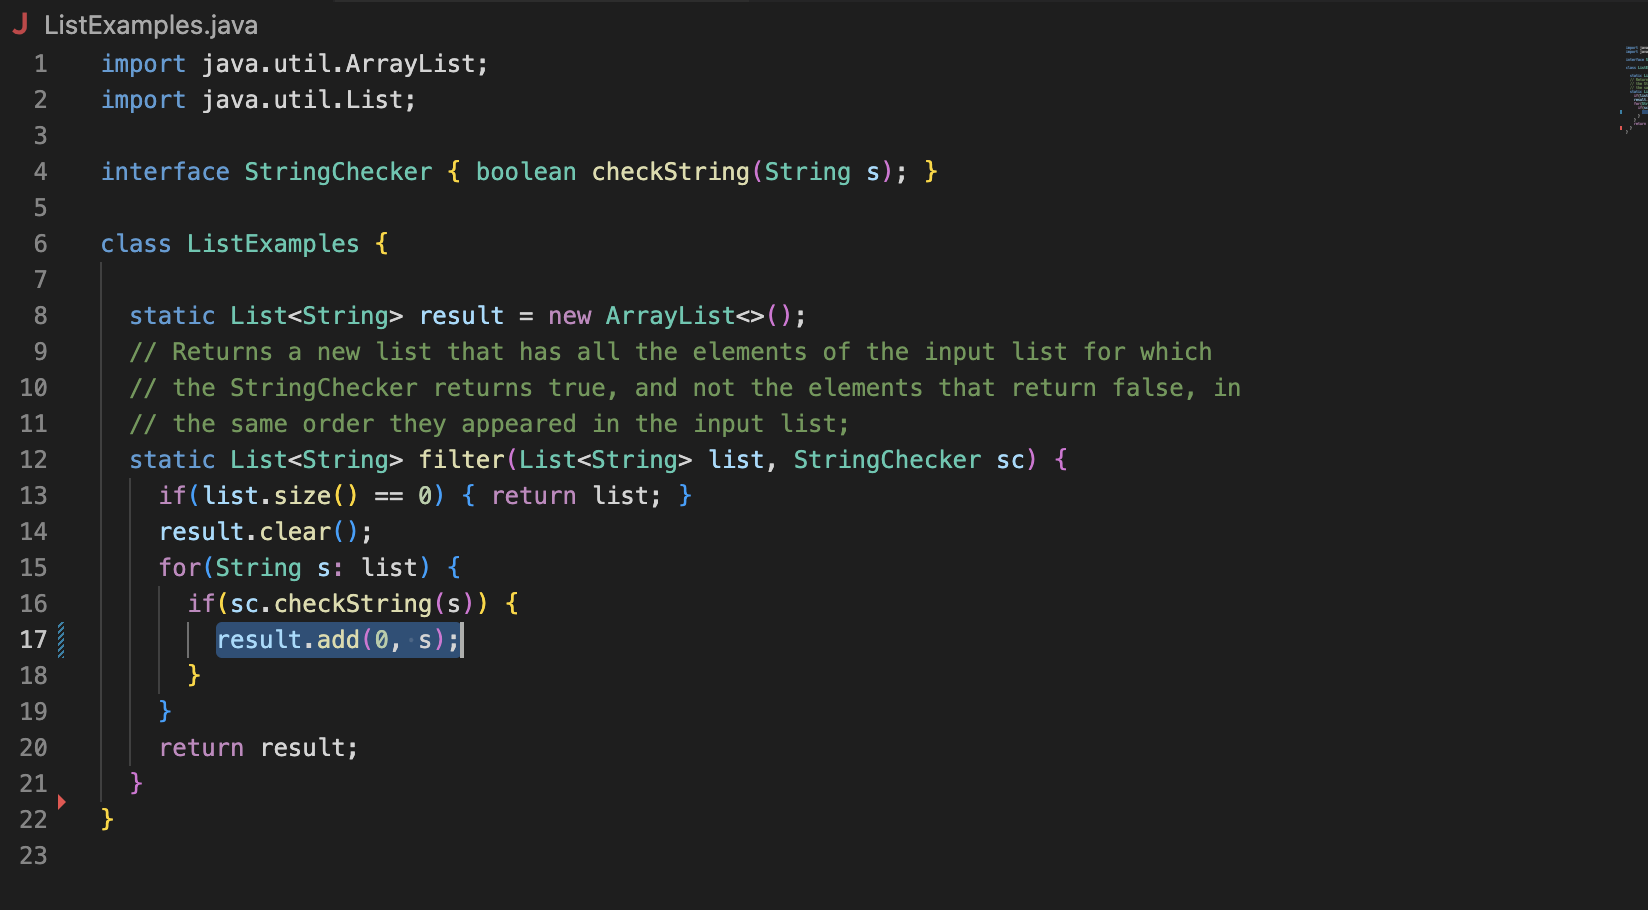 J ListExamples.java
1 import java.util.ArrayList;
2 import java.util.List;
3
4 interface StringChecker { boolean checkString(String s); }
5
6 class ListExamples {
7
8 static List<String> result = new ArrayList<>();
9 // Returns a new list that has all the elements of the input list for which
10 // the StringChecker returns true, and not the elements that return false, in
11 // the same order they appeared in the input list;
12 static List<String> filter(List<String> list, StringChecker sc) {
13 if(list.size() == 0) { return list; }
14 result.clear();
15 for(String s: list) {
16 if(sc.checkString(s)) {
17 result.add(0, s);
18 }
19 }
20 return result;
21 }
22 }
23